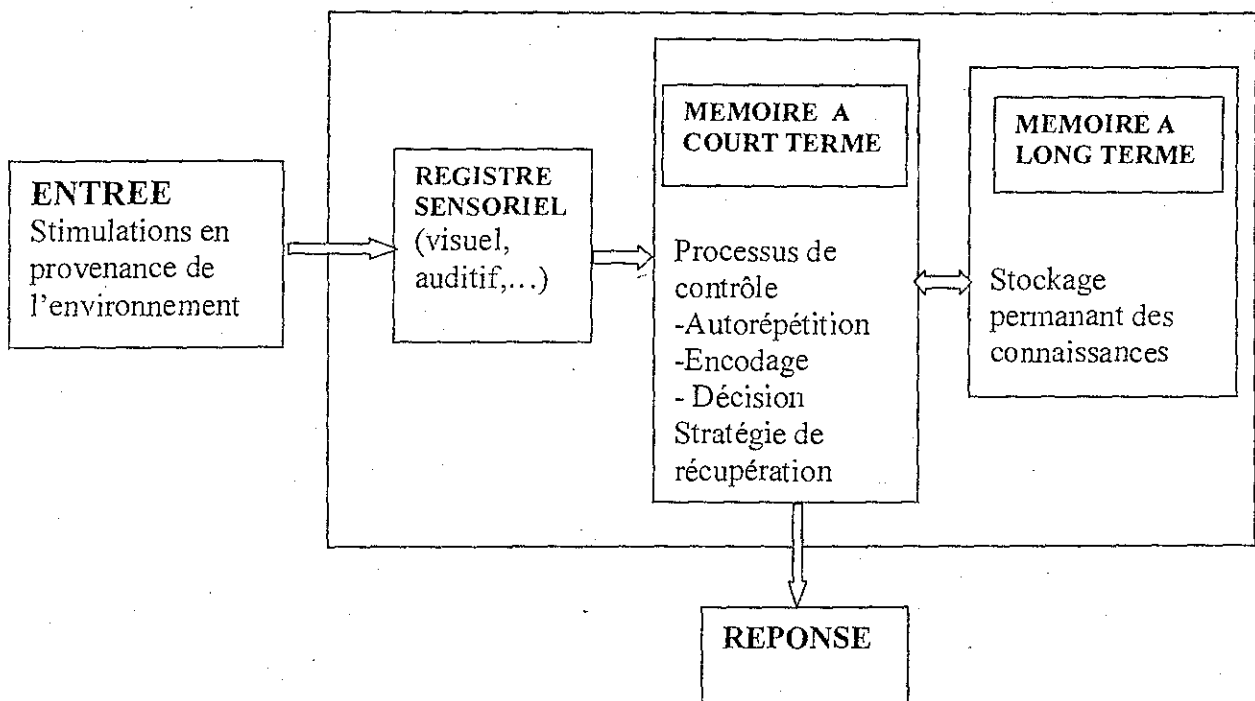 ENTREE
Stimulations en
provenance de
l'environnement
REGISTRE
SENSORIEL
(visuel,
auditif,...)
MEMOIRE A
COURT TERME
Processus de
contrôle
-Autorépétition
-Encodage
- Décision
Stratégie de
récupération
MEMOIRE A
LONG TERME
Stockage
permanant des
connaissances
REPONSE